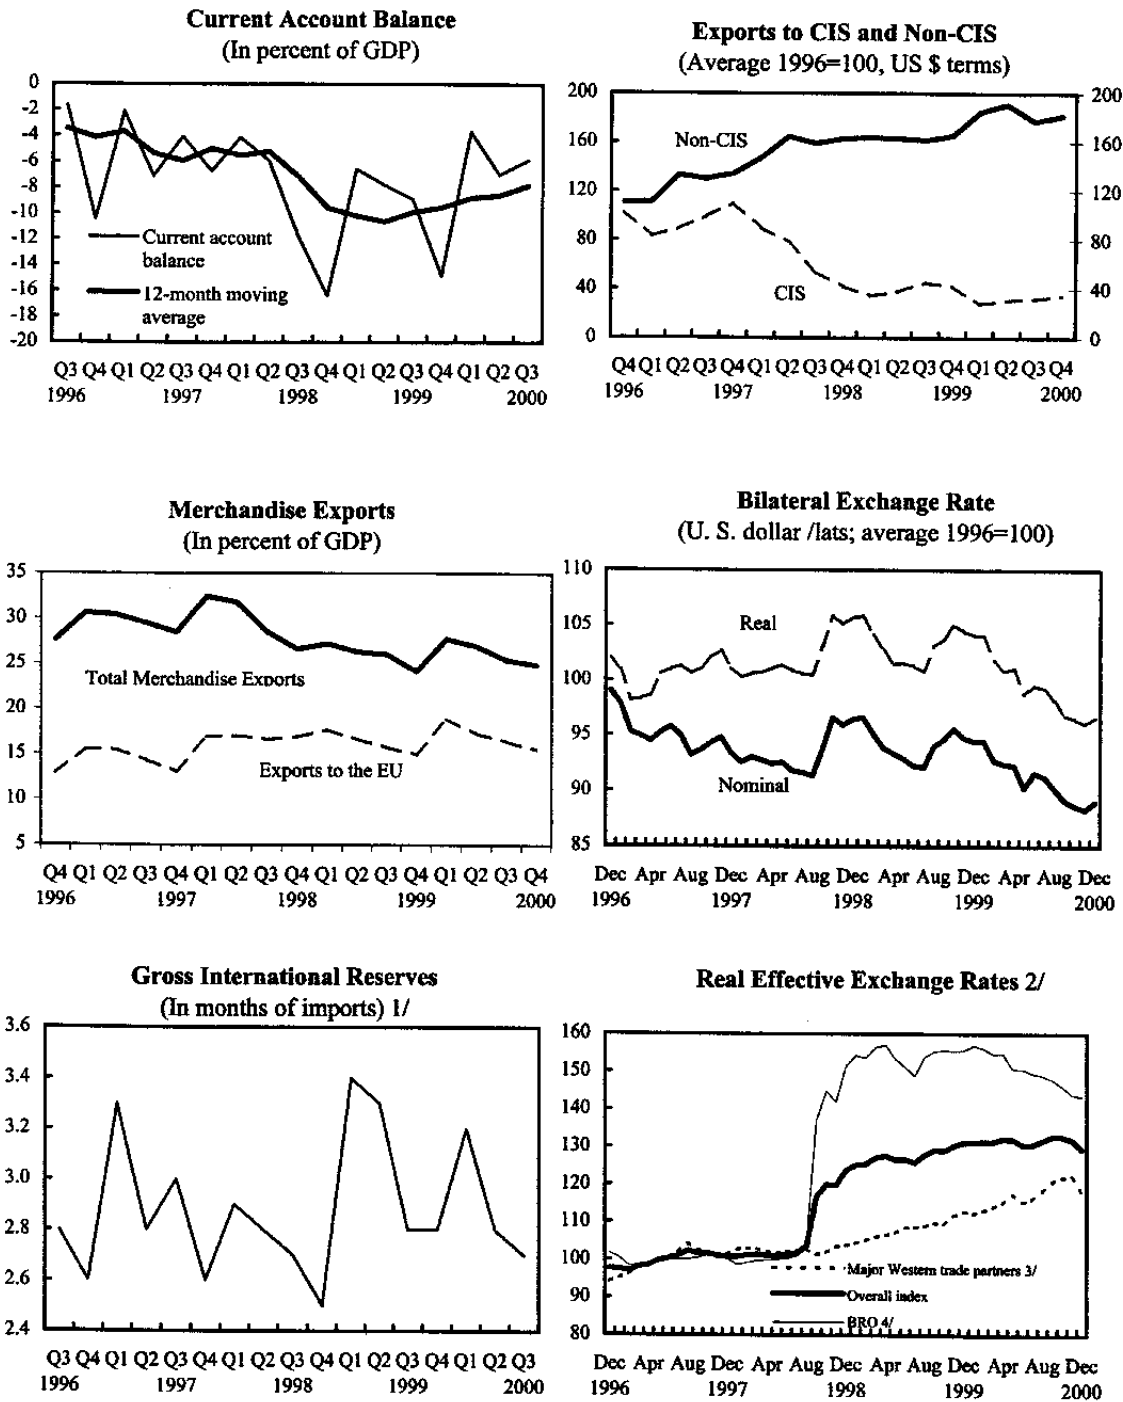 Current Account Balance
(In percent of GDP)
0
-2
-4
-6
-8
-10
-12
-14
-16
-18
-20
Current account
balance
12-month moving
average
Q3 Q4 Q1 Q2 Q3 Q4 Q1 Q2 Q3 Q4 Q1 Q2 Q3 Q4 Q1 Q2 Q3
1996 1997 1998 1999 2000
Exports to CIS and Non-CIS
(Average 1996=100, US $ terms)
200 200
160 160
120 120
80 80
40 40
0 0
Non-CIS
CIS
Q4 Q1 Q2 Q3 Q4 Q1 Q2 Q3 Q4 Q1 Q2 Q3 Q4 Q1 Q2 Q3 Q4
1996 1997 1998 1999 2000
Merchandise Exports
(In percent of GDP)
35
30
25
20
15
10
5
Total Merchandise Exports
Exports to the EU
Q4 Q1 Q2 Q3 Q4 Q1 Q2 Q3 Q4 Q1 Q2 Q3 Q4 Q1 Q2 Q3 Q4
1996 1997 1998 1999 2000
Bilateral Exchange Rate
(U. S. dollar /lats; average 1996=100)
110
105
100
95
90
85
Real
Nominal
Dec Apr Aug Dec Apr Aug Dec Apr Aug Dec Apr Aug Dec
1996 1997 1998 1999 2000
Gross International Reserves
(In months of imports) 1/
3.6
3.4
3.2
3.0
2.8
2.6
2.4
Q3 Q4 Q1 Q2 Q3 Q4 Q1 Q2 Q3 Q4 Q1 Q2 Q3 Q4 Q1 Q2 Q3
1996 1997 1998 1999 2000
Real Effective Exchange Rates 2/
160
150
140
130
120
110
100
90
80
Major Western trade partners 3/
Overall index
BRO 4/
Dec Apr Aug Dec Apr Aug Dec Apr Aug Dec Apr Aug Dec
1996 1997 1998 1999 2000